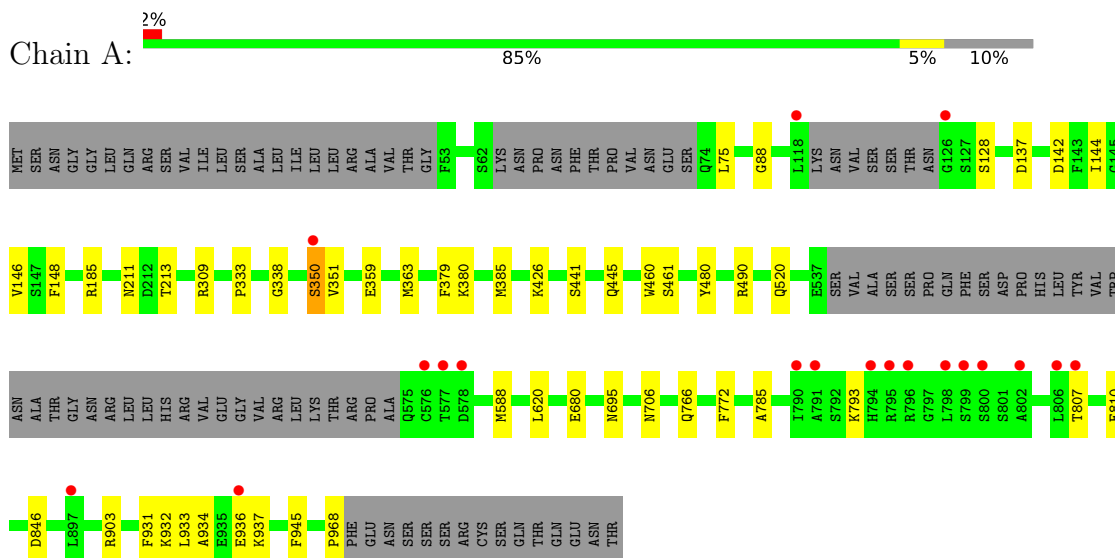 2%
Chain A:
85% 5% 10%
MET SER ASN GLY GLY LEU LEU GLN ARG SER VAL ILE LEU SER ALA LEU ILE LEU LEU ARG ALA VAL THR GLY F53 S62 LYS ASN PRO ASN PHE THR PRO VAL ASN GLU SER Q74 L75 G88 L118 LYS ASN VAL SER SER THR ASN G126 S127 S128 D137 D142 F143 I144 G145
V146 S147 F148 R185 N211 D212 T213 R309 P333 G338 S350 V351 E359 M363 F379 K380 M385 K426 S441 Q445 W460 S461 Y480 R490 Q520 E537 SER VAL ALA SER SER PRO GLN PHE SER ASP PRO HIS LEU TYR VAL TRP
ASN ALA THR GLY ASN ARG LEU LEU HIS ARG VAL GLU GLY VAL ARG LEU LYS THR ARG PRO ALA Q575 C576 T577 D578 M588 L620 E680 N695 N706 Q766 F772 A785 I790 A791 S792 K793 H794 R795 R796 G797 L798 S799 S800 S801 A802 L806 T807
D846 L897 R903 F931 K932 L933 A934 E935 E936 K937 F945 P968 PHE GLU ASN SER SER SER ARG CYS SER GLN THR GLN GLU ASN THR